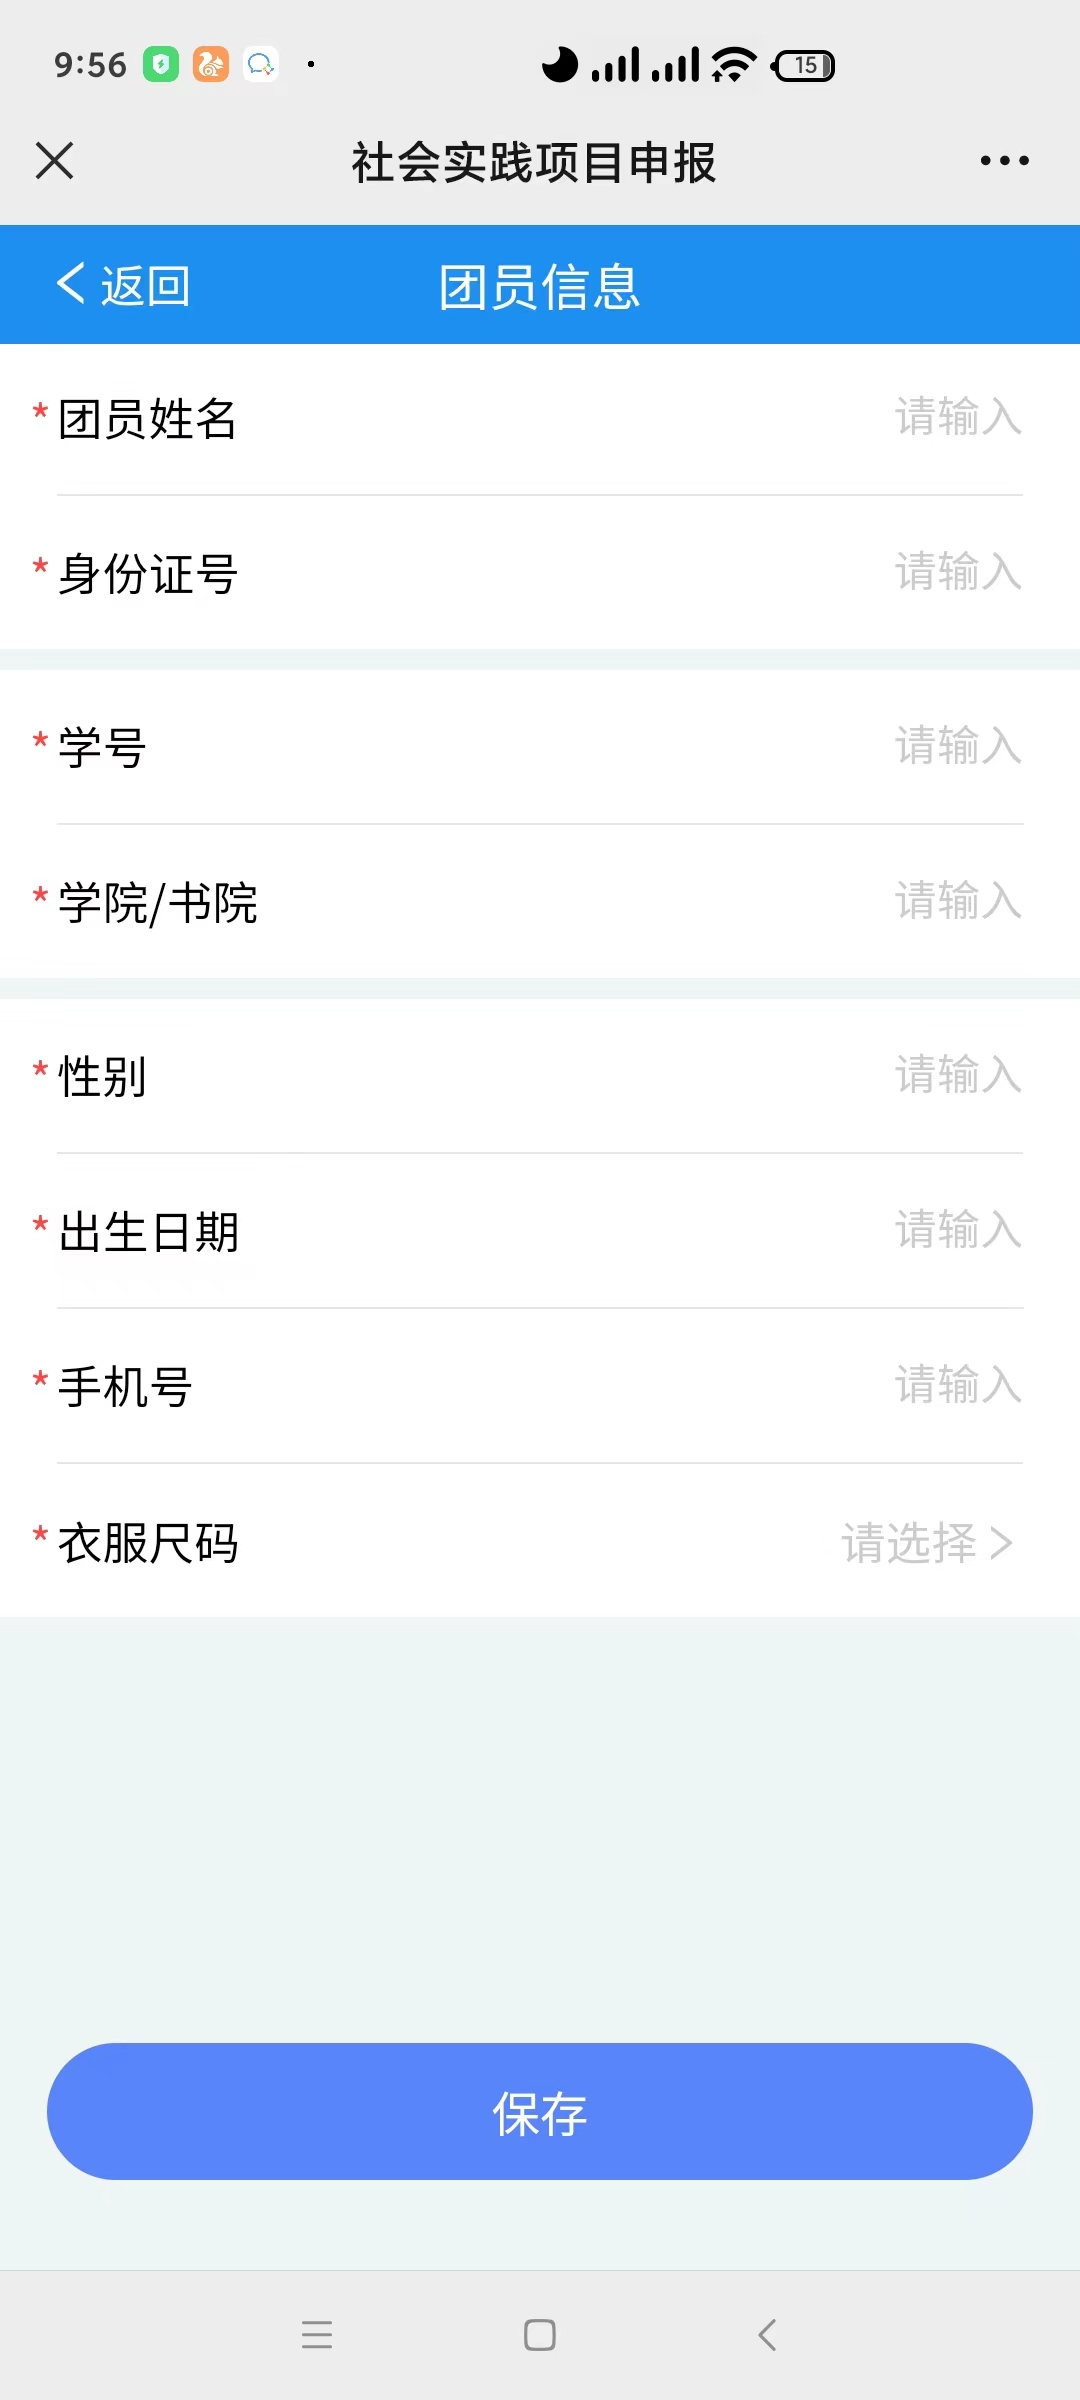 9:56
15
社会实践项目申报
返回 团员信息
*团员姓名 请输入
*身份证号 请输入
*学号 请输入
*学院/书院 请输入
*性别 请输入
*出生日期 请输入
*手机号 请输入
*衣服尺码 请选择
保存